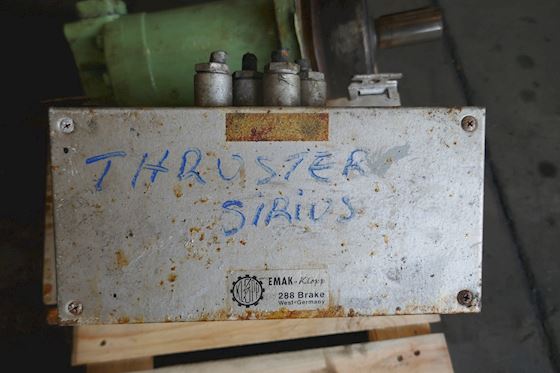 THRUSTER
SIRIUS
EMAK-Klopp
288 Brake
West-Germany